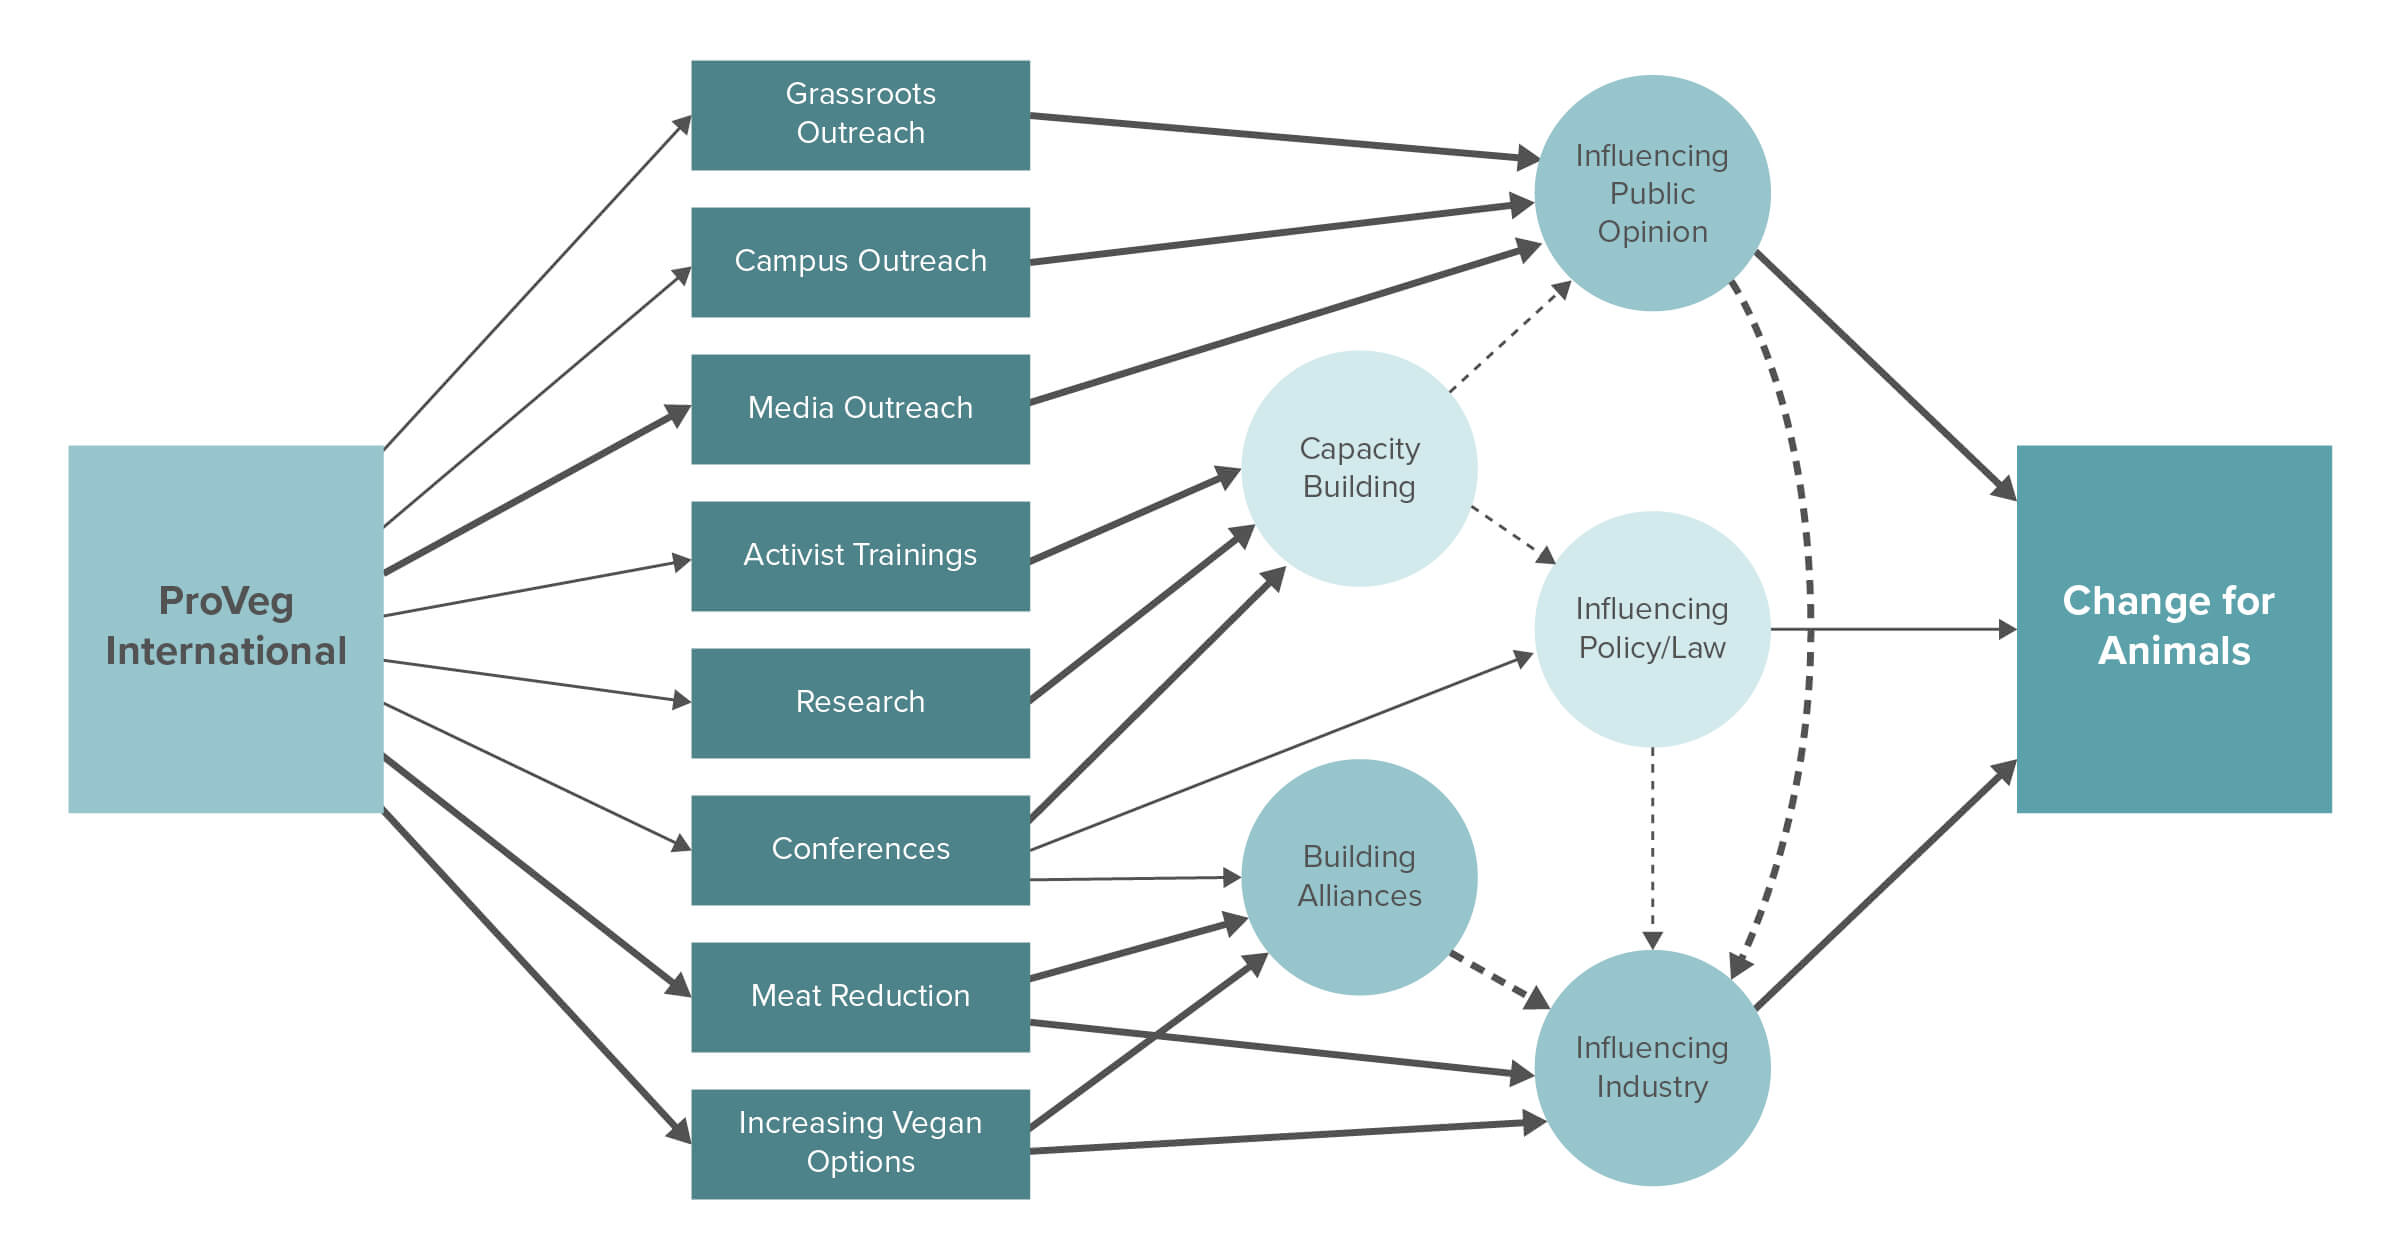 ProVeg
International
Grassroots
Outreach
Campus Outreach
Media Outreach
Activist Trainings
Research
Conferences
Meat Reduction
Increasing Vegan
Options
Capacity
Building
Building
Alliances
Influencing
Public
Opinion
Influencing
Policy/Law
Influencing
Industry
Change for
Animals